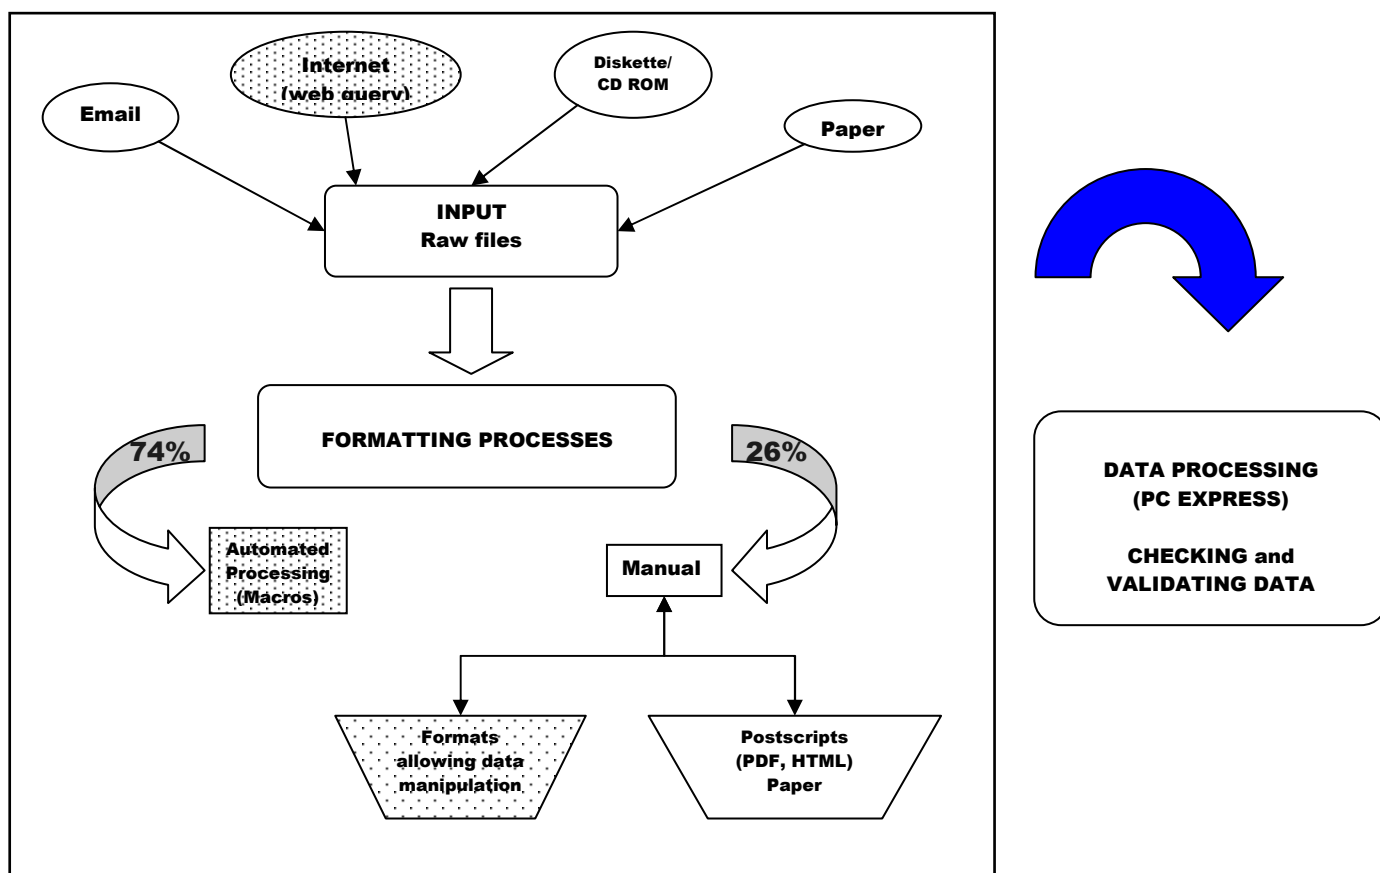 Internet
(web query)
Diskette/
CD ROM
Email
Paper
INPUT
Raw files
FORMATTING PROCESSES
74%
26%
Automated
Processing
(Macros)
Manual
Formats
allowing data
manipulation
Postscripts
(PDF, HTML)
Paper
DATA PROCESSING
(PC EXPRESS)
CHECKING and
VALIDATING DATA